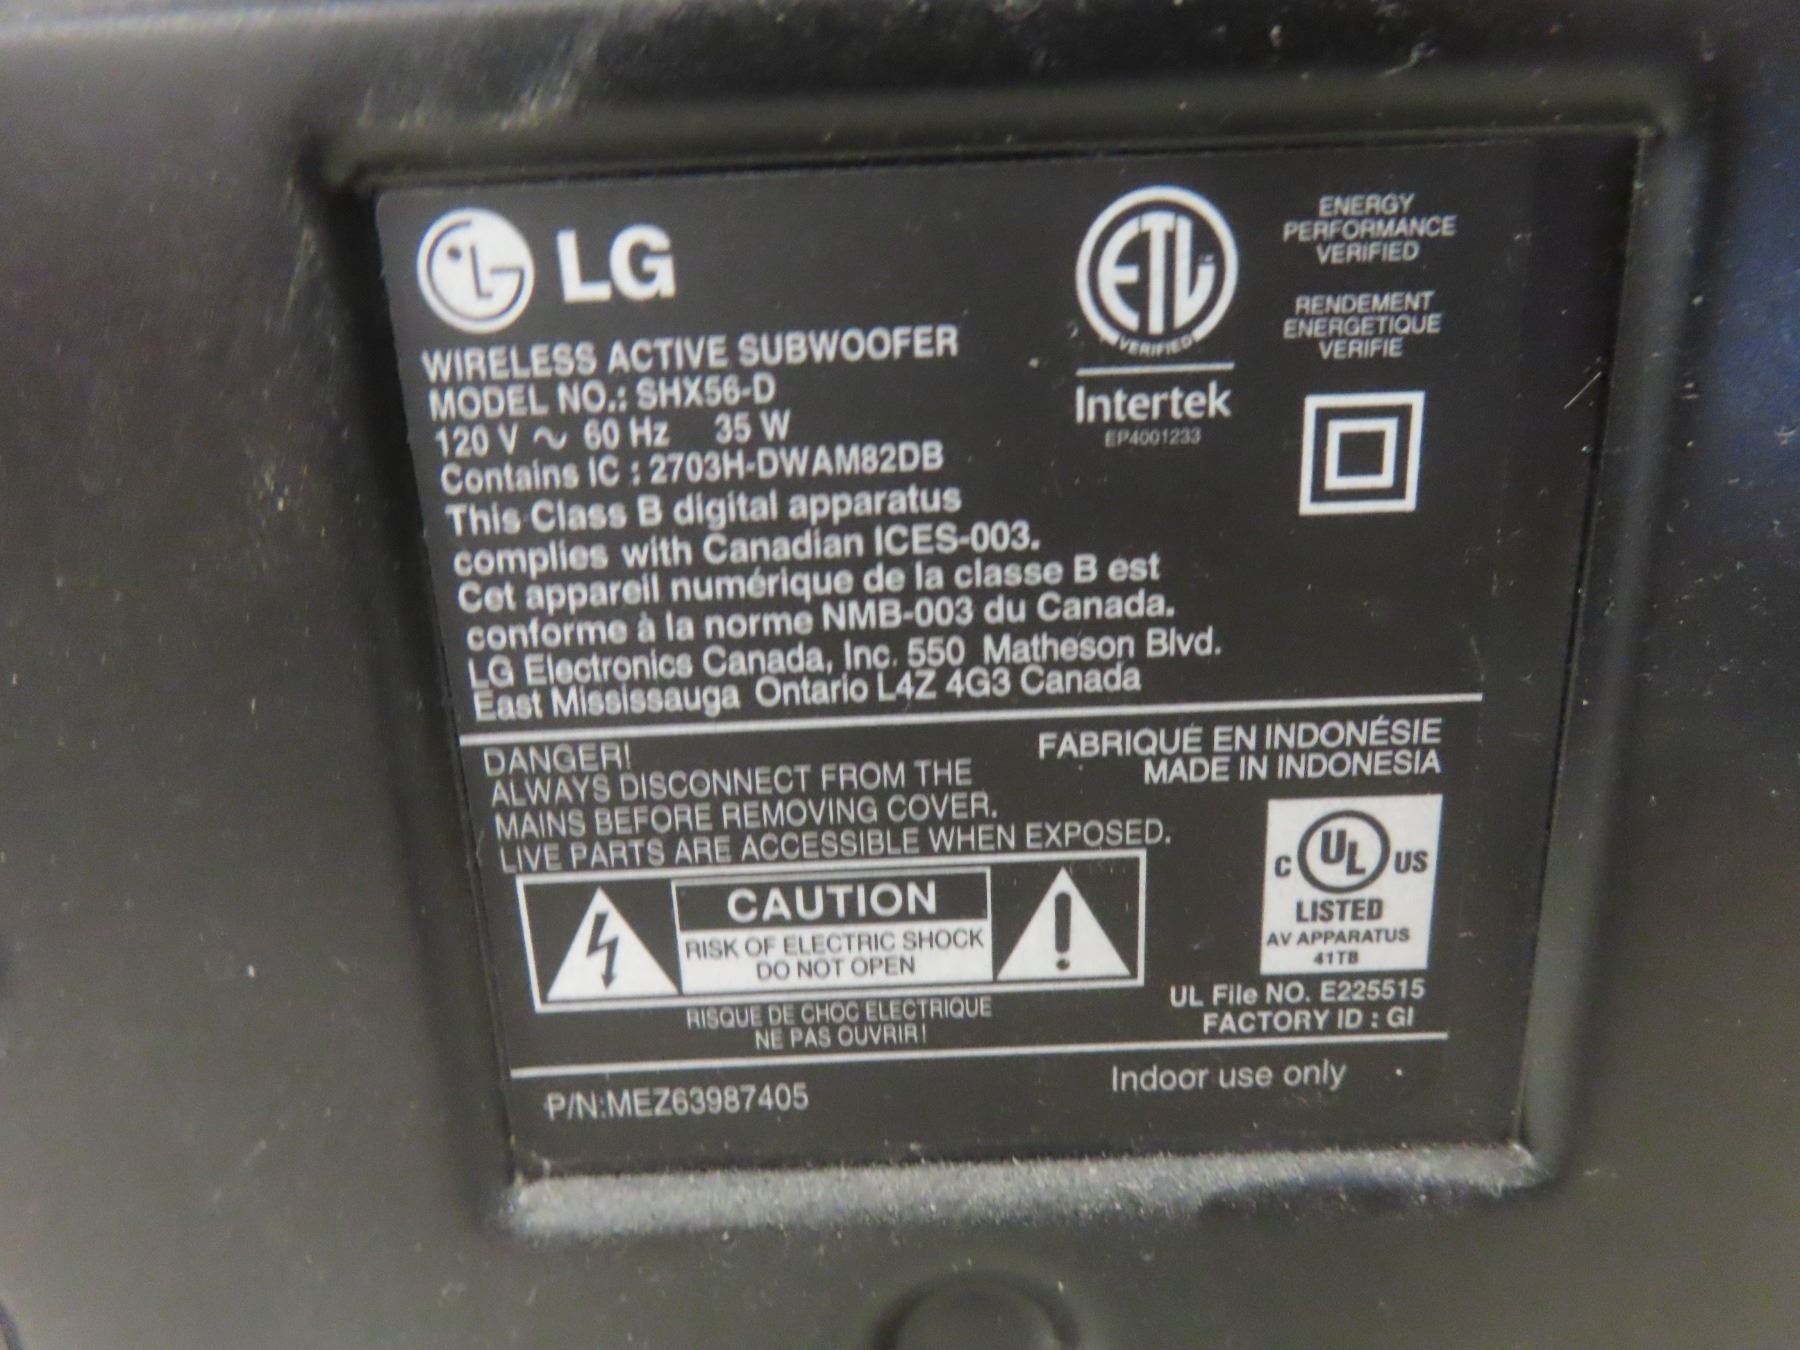 LG
WIRELESS ACTIVE SUBWOOFER
MODEL NO.: SHX56-D
120 V ∿ 60 Hz 35 W
Contains IC : 2703H-DWAM82DB
This Class B digital apparatus
complies with Canadian ICES-003.
Cet appareil numérique de la classe B est
conforme à la norme NMB-003 du Canada.
LG Electronics Canada, Inc. 550 Matheson Blvd.
East Mississauga Ontario L4Z 4G3 Canada
ETL
VERIFIED
Intertek
EP4001233
ENERGY
PERFORMANCE
VERIFIED
RENDEMENT
ENERGETIQUE
VERIFIE
DANGER!
ALWAYS DISCONNECT FROM THE
MAINS BEFORE REMOVING COVER.
LIVE PARTS ARE ACCESSIBLE WHEN EXPOSED.
FABRIQUÉ EN INDONÉSIE
MADE IN INDONESIA
CAUTION
RISK OF ELECTRIC SHOCK
DO NOT OPEN
RISQUE DE CHOC ELECTRIQUE
NE PAS OUVRIR!
C UL US
LISTED
AV APPARATUS
41TB
UL File NO. E225515
FACTORY ID : GI
P/N:MEZ63987405
Indoor use only